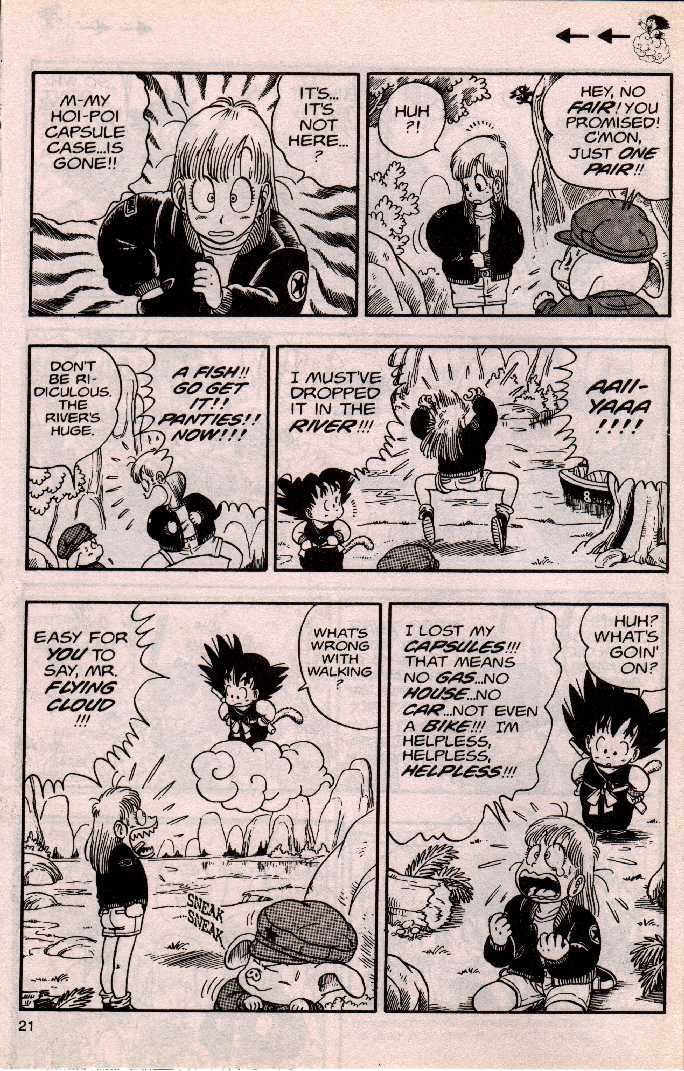 HEY, NO
FAIR! YOU
PROMISED!
C'MON,
JUST ONE
PAIR!!
HUH
?!
IT'S...
IT'S
NOT
HERE...
?
M-MY
HOI-POI
CAPSULE
CASE...IS
GONE!!
AAII-
YAAA
!!!!
I MUST'VE
DROPPED
IT IN THE
RIVER!!!
8
A FISH!!
GO GET
IT!!
PANTIES!!
NOW!!!
DON'T
BE RI-
DICULOUS.
THE
RIVER'S
HUGE.
HUH?
WHAT'S
GOIN'
ON?
I LOST MY
CAPSULES!!!
THAT MEANS
NO GAS...NO
HOUSE...NO
CAR...NOT EVEN
A BIKE!!! I'M
HELPLESS,
HELPLESS,
HELPLESS!!!
WHAT'S
WRONG
WITH
WALKING
?
EASY FOR
YOU TO
SAY, MR.
FLYING
CLOUD
!!!
SNEAK
SNEAK
21